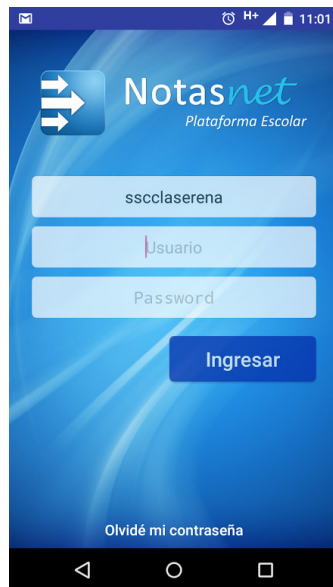 H+ 11:01
Notasnet
Plataforma Escolar
sscclaserena
Usuario
Password
Ingresar
Olvidé mi contraseña